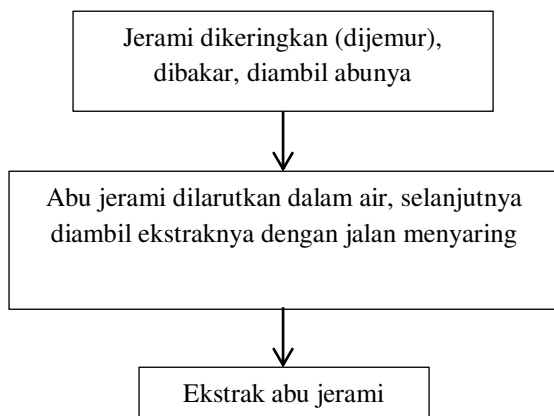 Jerami dikeringkan (dijemur),
dibakar, diambil abunya
Abu jerami dilarutkan dalam air, selanjutnya
diambil ekstraknya dengan jalan menyaring
Ekstrak abu jerami